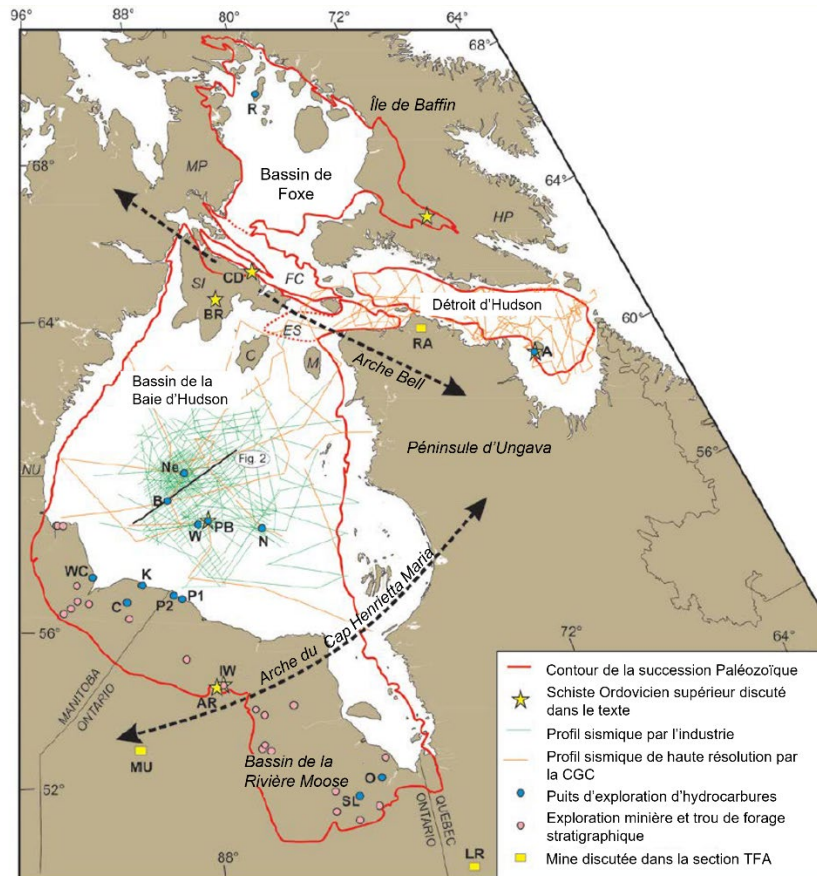 96° 88° 80° 72° 64°
68°
R
Île de Baffin
68°
MP
Bassin de
Foxe
64°
HP
CD
SI
FC
BR
Détroit d'Hudson
60°
64°
ES
RA
C
M
A
Arche Bell
Bassin de la
Baie d'Hudson
56°
Péninsule d'Ungava
NU
Ne
Fig. 2
B
W
PB
N
WC
K
C
P2
P1
Arche du Cap Henrietta Maria
56°
72°
64°
IW
AR
MANITOBA
ONTARIO
MU
Bassin de la
Rivière Moose
52°
O
SL
QUEBEC
ONTARIO
LR
88°
Contour de la succession Paléozoïque
Schiste Ordovicien supérieur discuté
dans le texte
Profil sismique par l'industrie
Profil sismique de haute résolution par
la CGC
Puits d'exploration d'hydrocarbures
Exploration minière et trou de forage
stratigraphique
Mine discutée dans la section TFA